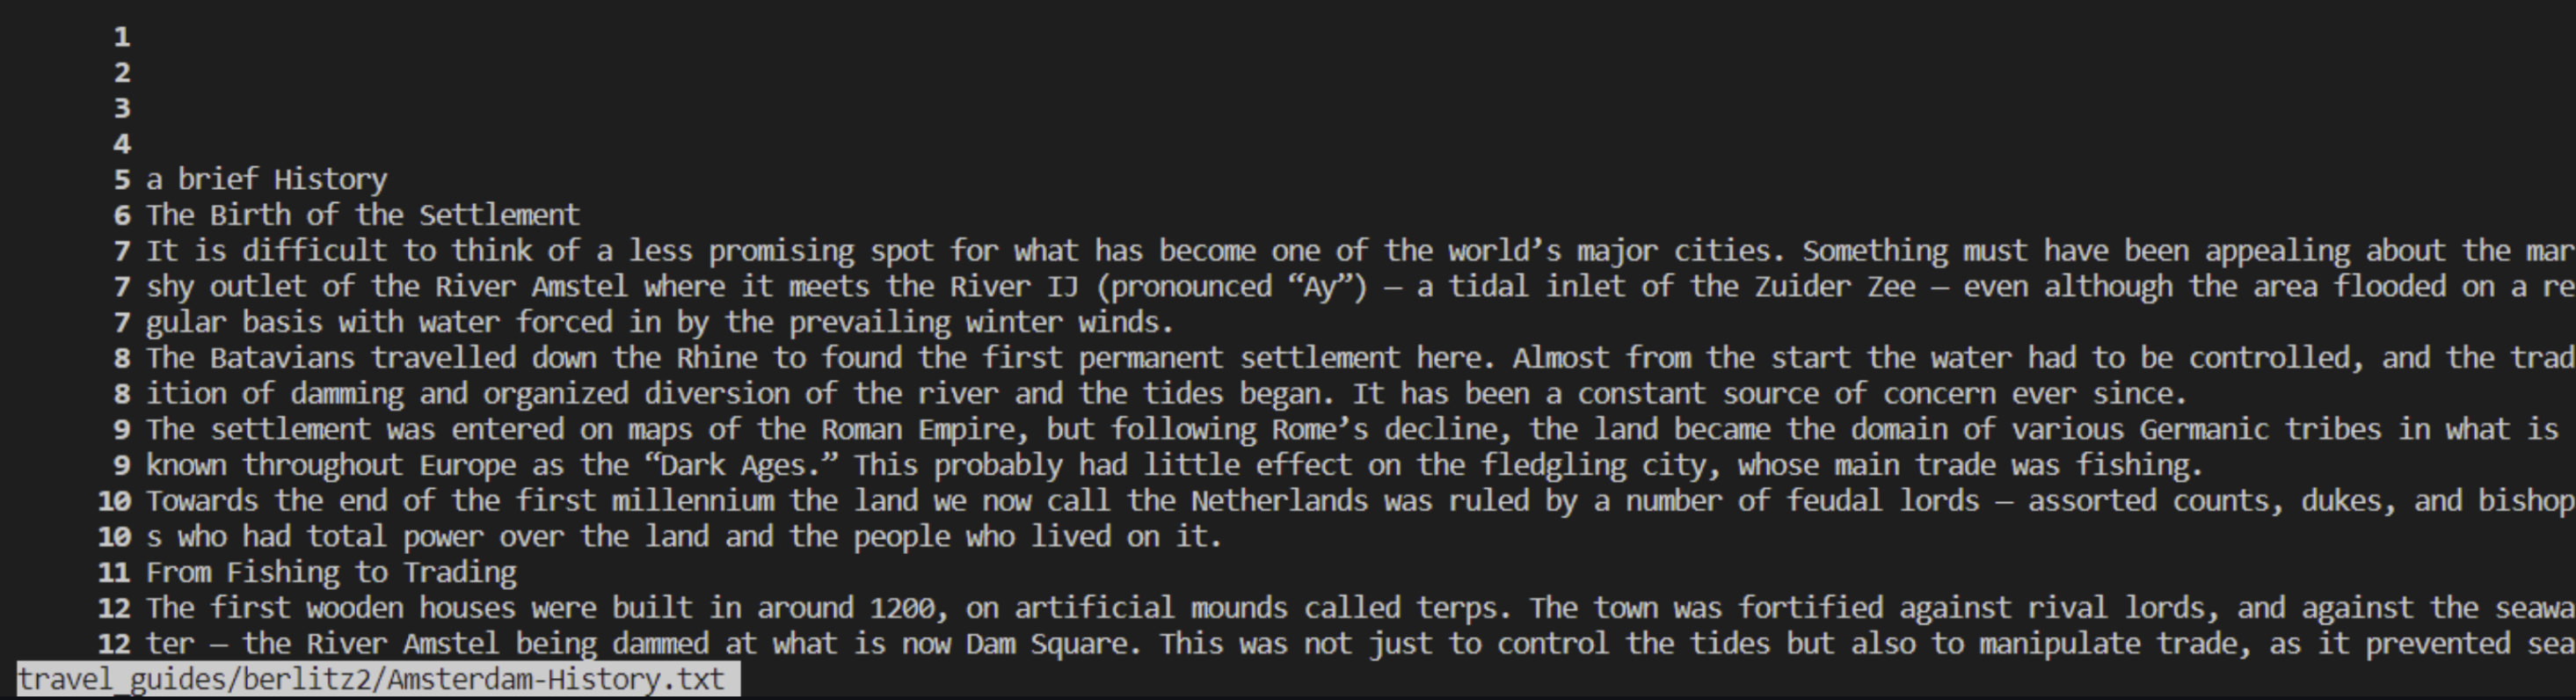 1
2
3
4
5 a brief History
6 The Birth of the Settlement
7 It is difficult to think of a less promising spot for what has become one of the world’s major cities. Something must have been appealing about the mar
7 shy outlet of the River Amstel where it meets the River IJ (pronounced “Ay”) — a tidal inlet of the Zuider Zee — even although the area flooded on a re
7 gular basis with water forced in by the prevailing winter winds.
8 The Batavians travelled down the Rhine to found the first permanent settlement here. Almost from the start the water had to be controlled, and the trad
8 ition of damming and organized diversion of the river and the tides began. It has been a constant source of concern ever since.
9 The settlement was entered on maps of the Roman Empire, but following Rome’s decline, the land became the domain of various Germanic tribes in what is
9 known throughout Europe as the “Dark Ages.” This probably had little effect on the fledgling city, whose main trade was fishing.
10 Towards the end of the first millennium the land we now call the Netherlands was ruled by a number of feudal lords — assorted counts, dukes, and bishop
10 s who had total power over the land and the people who lived on it.
11 From Fishing to Trading
12 The first wooden houses were built in around 1200, on artificial mounds called terps. The town was fortified against rival lords, and against the seawa
12 ter — the River Amstel being dammed at what is now Dam Square. This was not just to control the tides but also to manipulate trade, as it prevented sea
travel_guides/berlitz2/Amsterdam-History.txt